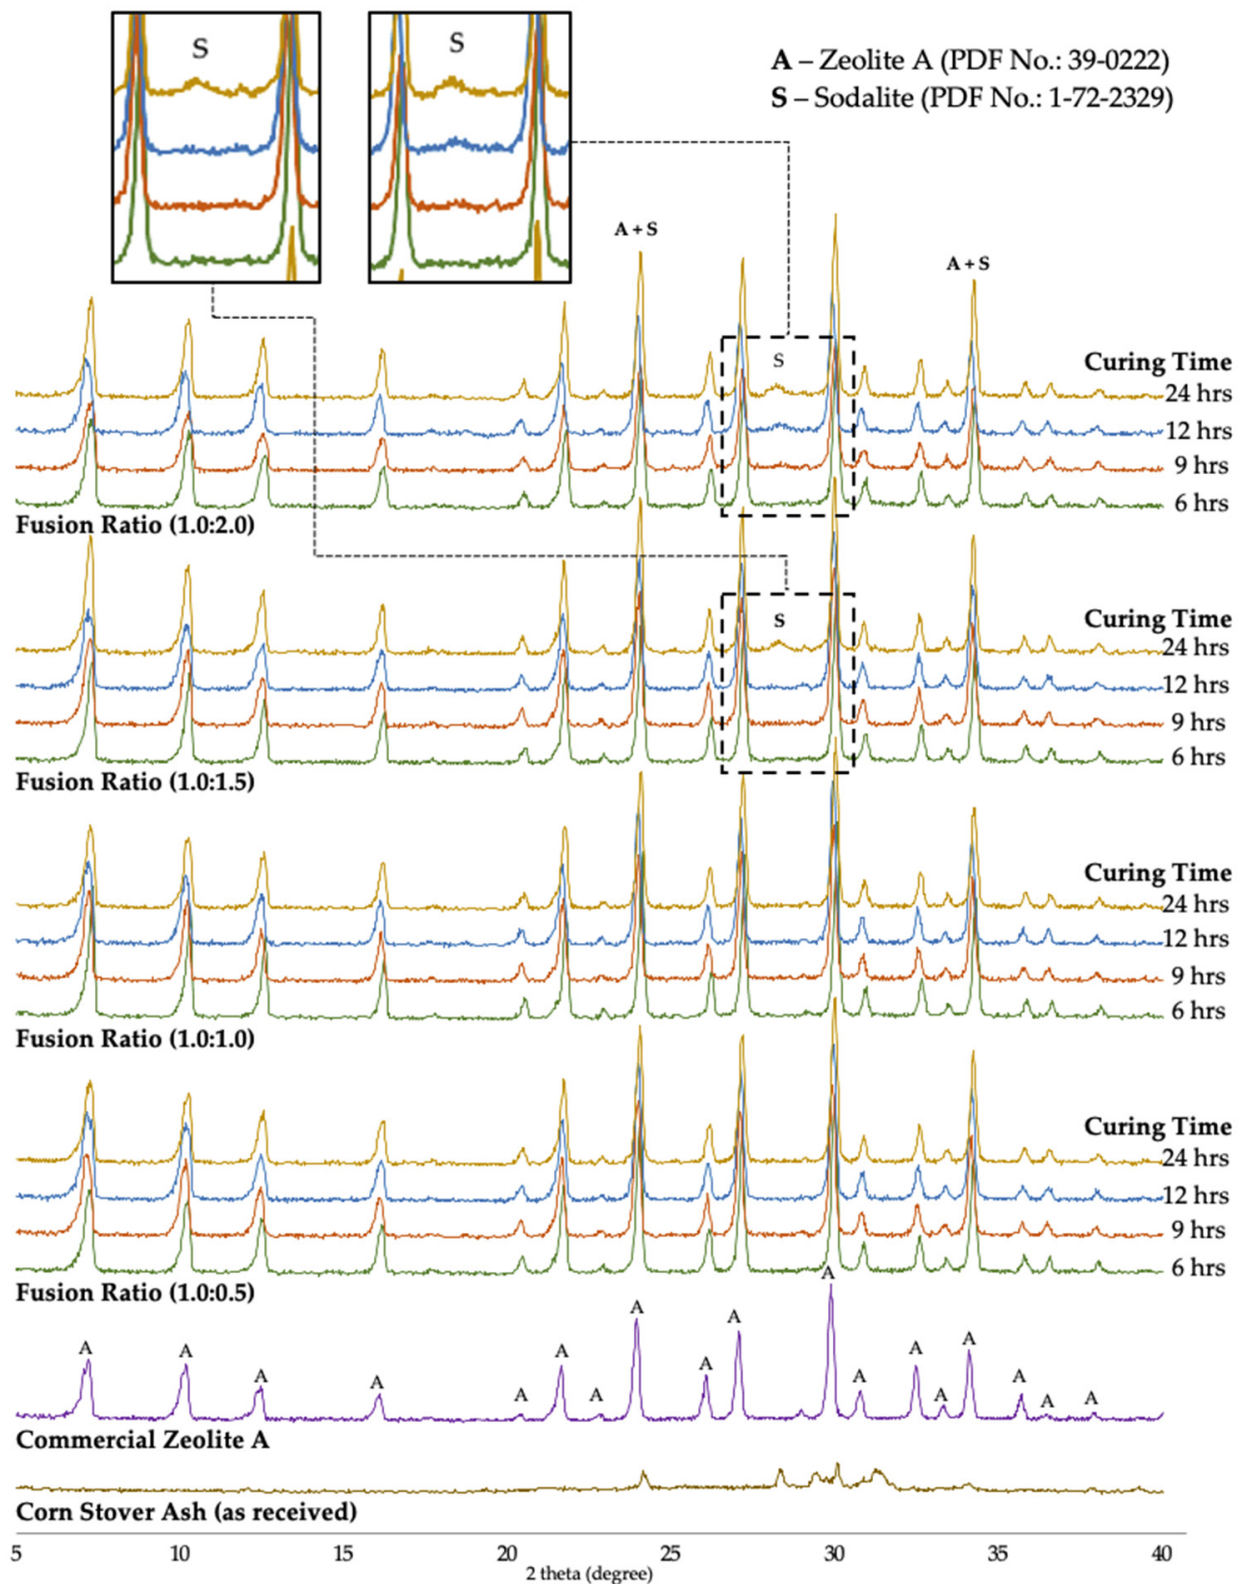 S
S
A – Zeolite A (PDF No.: 39-0222)
S – Sodalite (PDF No.: 1-72-2329)
A + S
A + S
S
Curing Time
24 hrs
12 hrs
9 hrs
6 hrs
Fusion Ratio (1.0:2.0)
S
Curing Time
24 hrs
12 hrs
9 hrs
6 hrs
Fusion Ratio (1.0:1.5)
Curing Time
24 hrs
12 hrs
9 hrs
6 hrs
Fusion Ratio (1.0:1.0)
Curing Time
24 hrs
12 hrs
9 hrs
6 hrs
Fusion Ratio (1.0:0.5)
A A A A A A A A A A A A A A A A A A
Commercial Zeolite A
Corn Stover Ash (as received)
5 10 15 20 25 30 35 40
2 theta (degree)